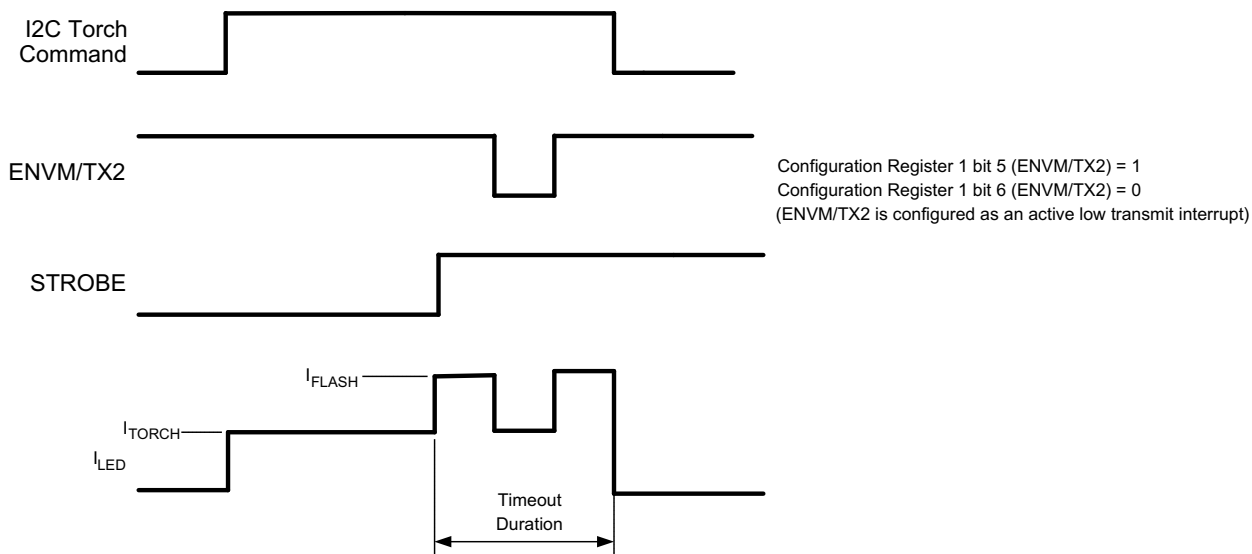 I2C Torch
Command
ENVM/TX2
Configuration Register 1 bit 5 (ENVM/TX2) = 1
Configuration Register 1 bit 6 (ENVM/TX2) = 0
(ENVM/TX2 is configured as an active low transmit interrupt)
STROBE
IFLASH
ITORCH
ILED
Timeout
Duration